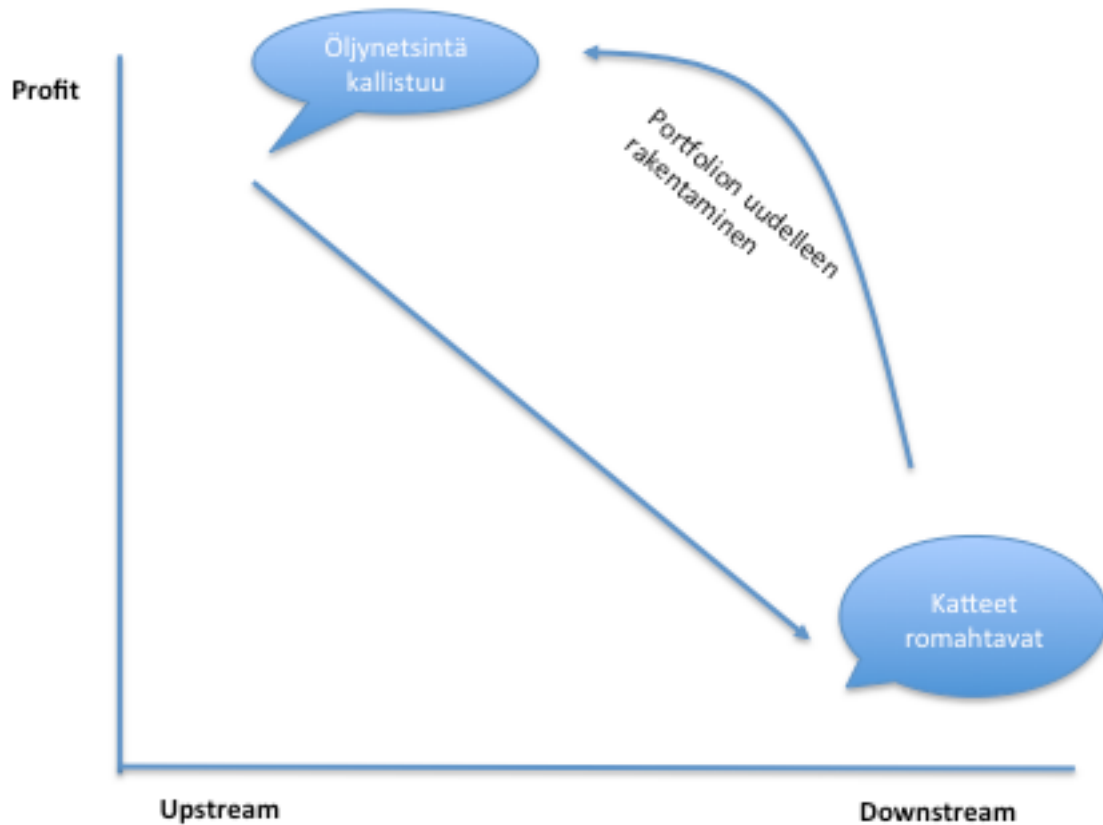 Öljynetsintä
kallistuu
Profit
Portfolion uudelleen
rakentaminen
Katteet
romahtavat
Upstream
Downstream